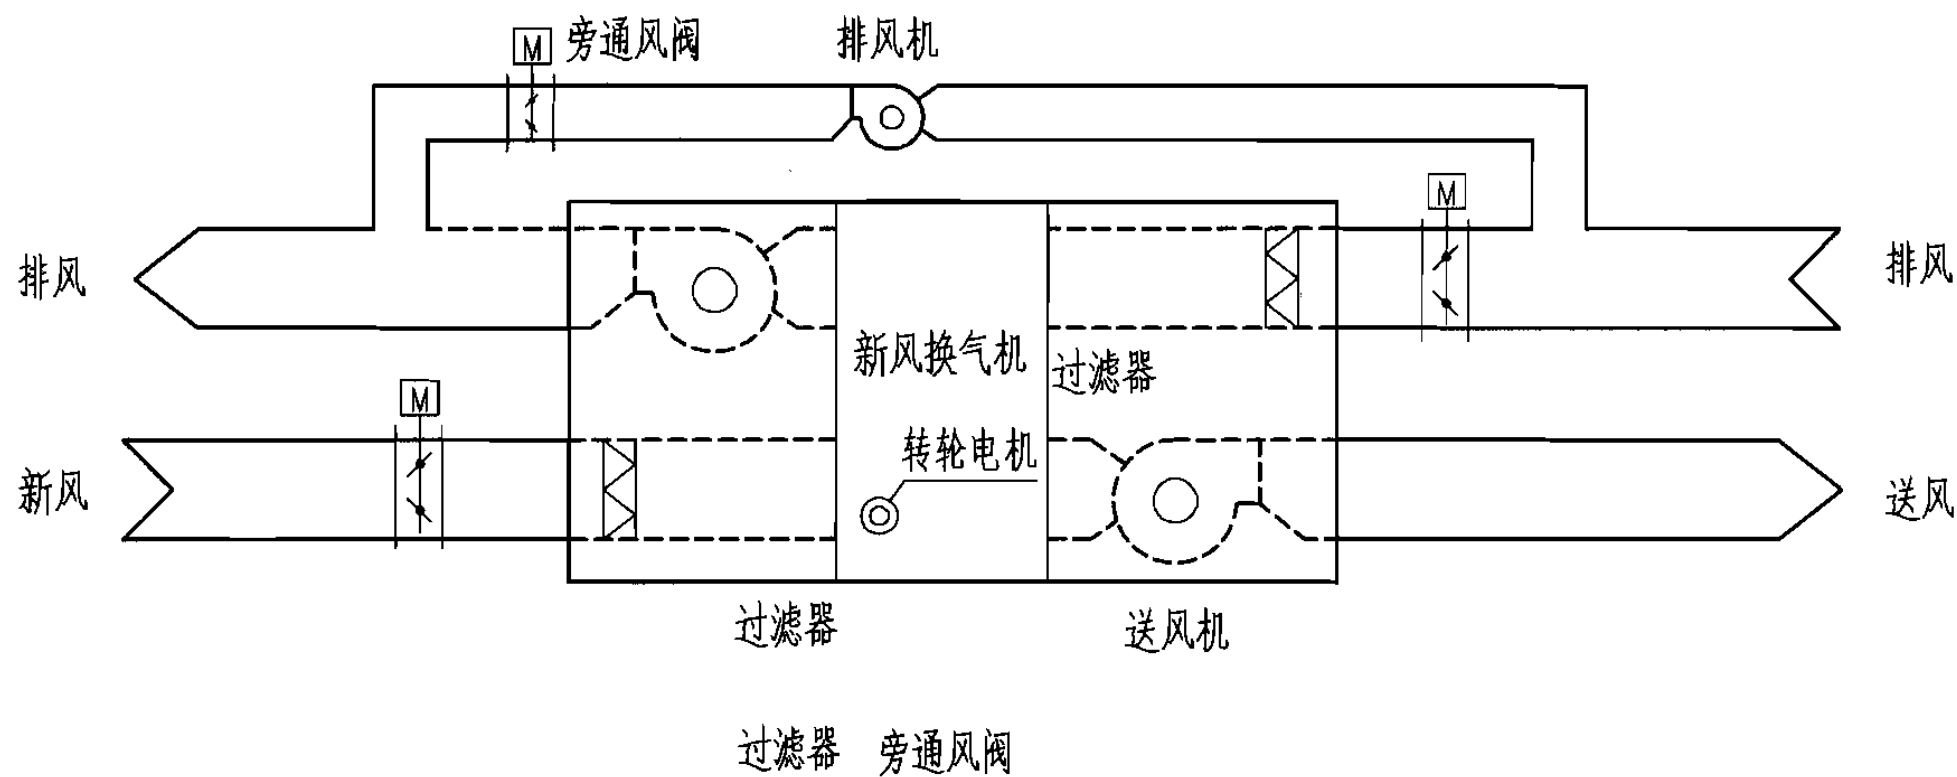 M 旁通风阀 排风机
M
排风 排风
新风换气机 过滤器
M
转轮电机
新风 送风
过滤器 送风机
过滤器 旁通风阀